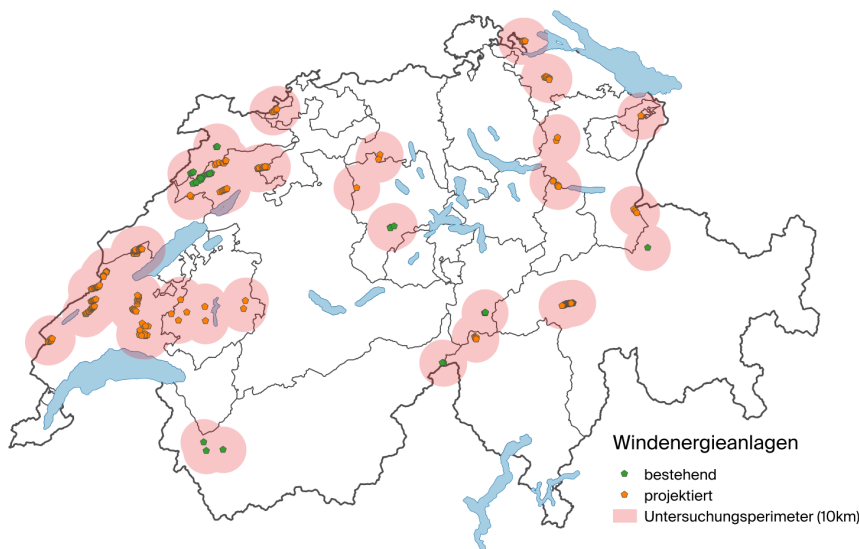 Windenergieanlagen
bestehend
projektiert
Untersuchungsperimeter (10km)